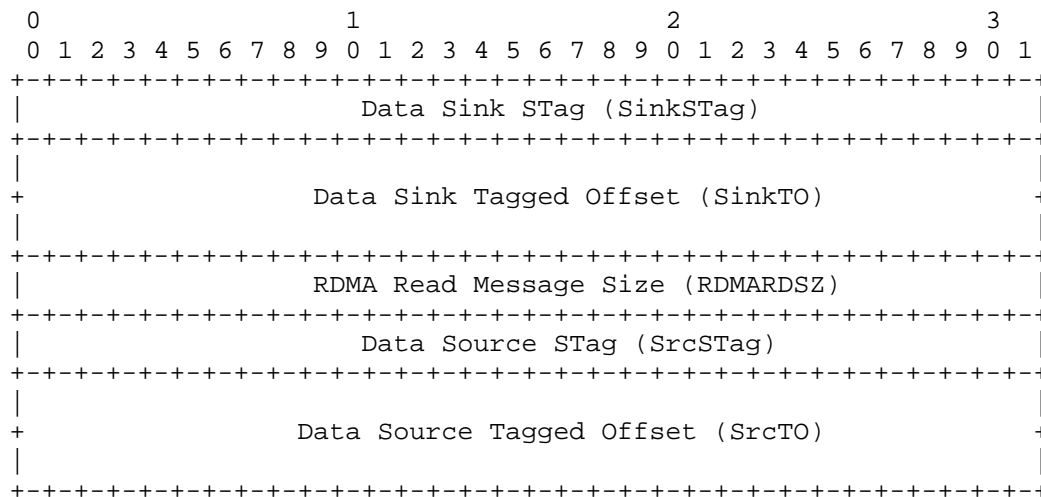 0                   1                   2                   3
 0 1 2 3 4 5 6 7 8 9 0 1 2 3 4 5 6 7 8 9 0 1 2 3 4 5 6 7 8 9 0 1
+-+-+-+-+-+-+-+-+-+-+-+-+-+-+-+-+-+-+-+-+-+-+-+-+-+-+-+-+-+-+-+-+
|                     Data Sink STag (SinkSTag)                 |
+-+-+-+-+-+-+-+-+-+-+-+-+-+-+-+-+-+-+-+-+-+-+-+-+-+-+-+-+-+-+-+-+
|                                                               |
+                  Data Sink Tagged Offset (SinkTO)             +
|                                                               |
+-+-+-+-+-+-+-+-+-+-+-+-+-+-+-+-+-+-+-+-+-+-+-+-+-+-+-+-+-+-+-+-+
|                  RDMA Read Message Size (RDMARDSZ)            |
+-+-+-+-+-+-+-+-+-+-+-+-+-+-+-+-+-+-+-+-+-+-+-+-+-+-+-+-+-+-+-+-+
|                     Data Source STag (SrcSTag)                |
+-+-+-+-+-+-+-+-+-+-+-+-+-+-+-+-+-+-+-+-+-+-+-+-+-+-+-+-+-+-+-+-+
|                                                               |
+                 Data Source Tagged Offset (SrcTO)             +
|                                                               |
+-+-+-+-+-+-+-+-+-+-+-+-+-+-+-+-+-+-+-+-+-+-+-+-+-+-+-+-+-+-+-+-+